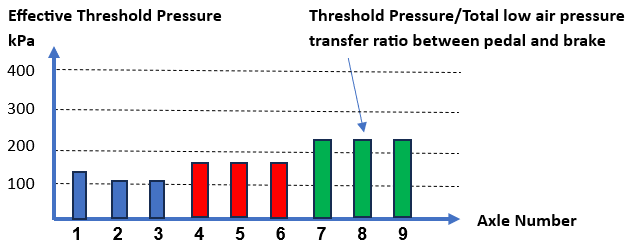 Effective Threshold Pressure
kPa
Threshold Pressure/Total low air pressure
transfer ratio between pedal and brake
400
300
200
100
1 2 3 4 5 6 7 8 9
Axle Number